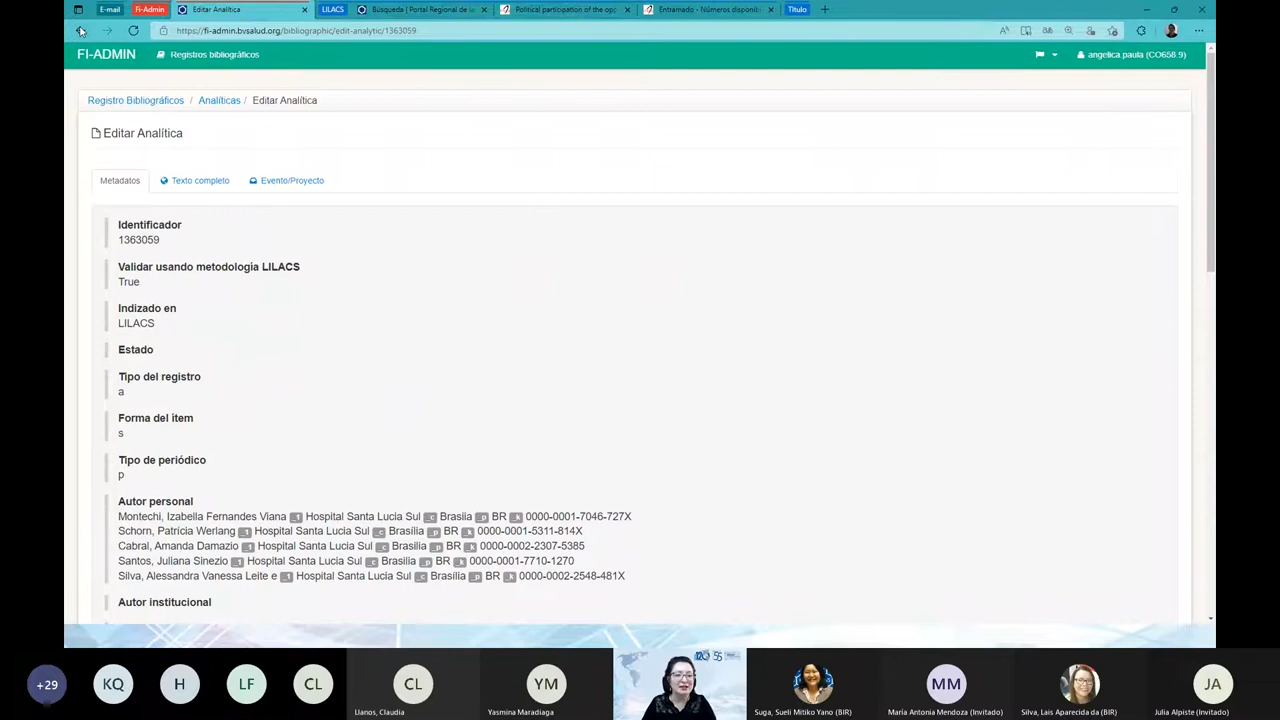 E-mail
Fi-Admin
Editar Analítica
LILACS
Búsqueda | Portal Regional de la
Political participation of the opp
Entramado - Números disponib
Titulo
https://fi-admin.bvsalud.org/bibliographic/edit-analytic/1363059
FI-ADMIN
Registros bibliográficos
angelica.paula (CO658.9)
Registro Bibliográficos / Analíticas / Editar Analítica
Editar Analítica
Metadatos
Texto completo
Evento/Proyecto
Identificador
1363059
Validar usando metodología LILACS
True
Indizado en
LILACS
Estado
Tipo del registro
a
Forma del ítem
s
Tipo de periódico
p
Autor personal
Montechi, Izabella Fernandes Viana _1 Hospital Santa Lucia Sul _c Brasiia _p BR _k 0000-0001-7046-727X
Schorn, Patrícia Werlang _1 Hospital Santa Lucia Sul _c Brasília _p BR _k 0000-0001-5311-814X
Cabral, Amanda Damazio _1 Hospital Santa Lucia Sul _c Brasilia _p BR _k 0000-0002-2307-5385
Santos, Juliana Sinezio _1 Hospital Santa Lucia Sul _c Brasilia _p BR _k 0000-0001-7710-1270
Silva, Alessandra Vanessa Leite e _1 Hospital Santa Lucia Sul _c Brasília _p BR _k 0000-0002-2548-481X
Autor institucional
+29
KQ
H
LF
CL
CL
YM
MM
JA
Llanos, Claudia
Yasmina Maradiaga
Suga, Sueli Mitiko Yano (BIR)
María Antonia Mendoza (Invitado)
Silva, Lais Aparecida da (BIR)
Julia Alpiste (Invitado)